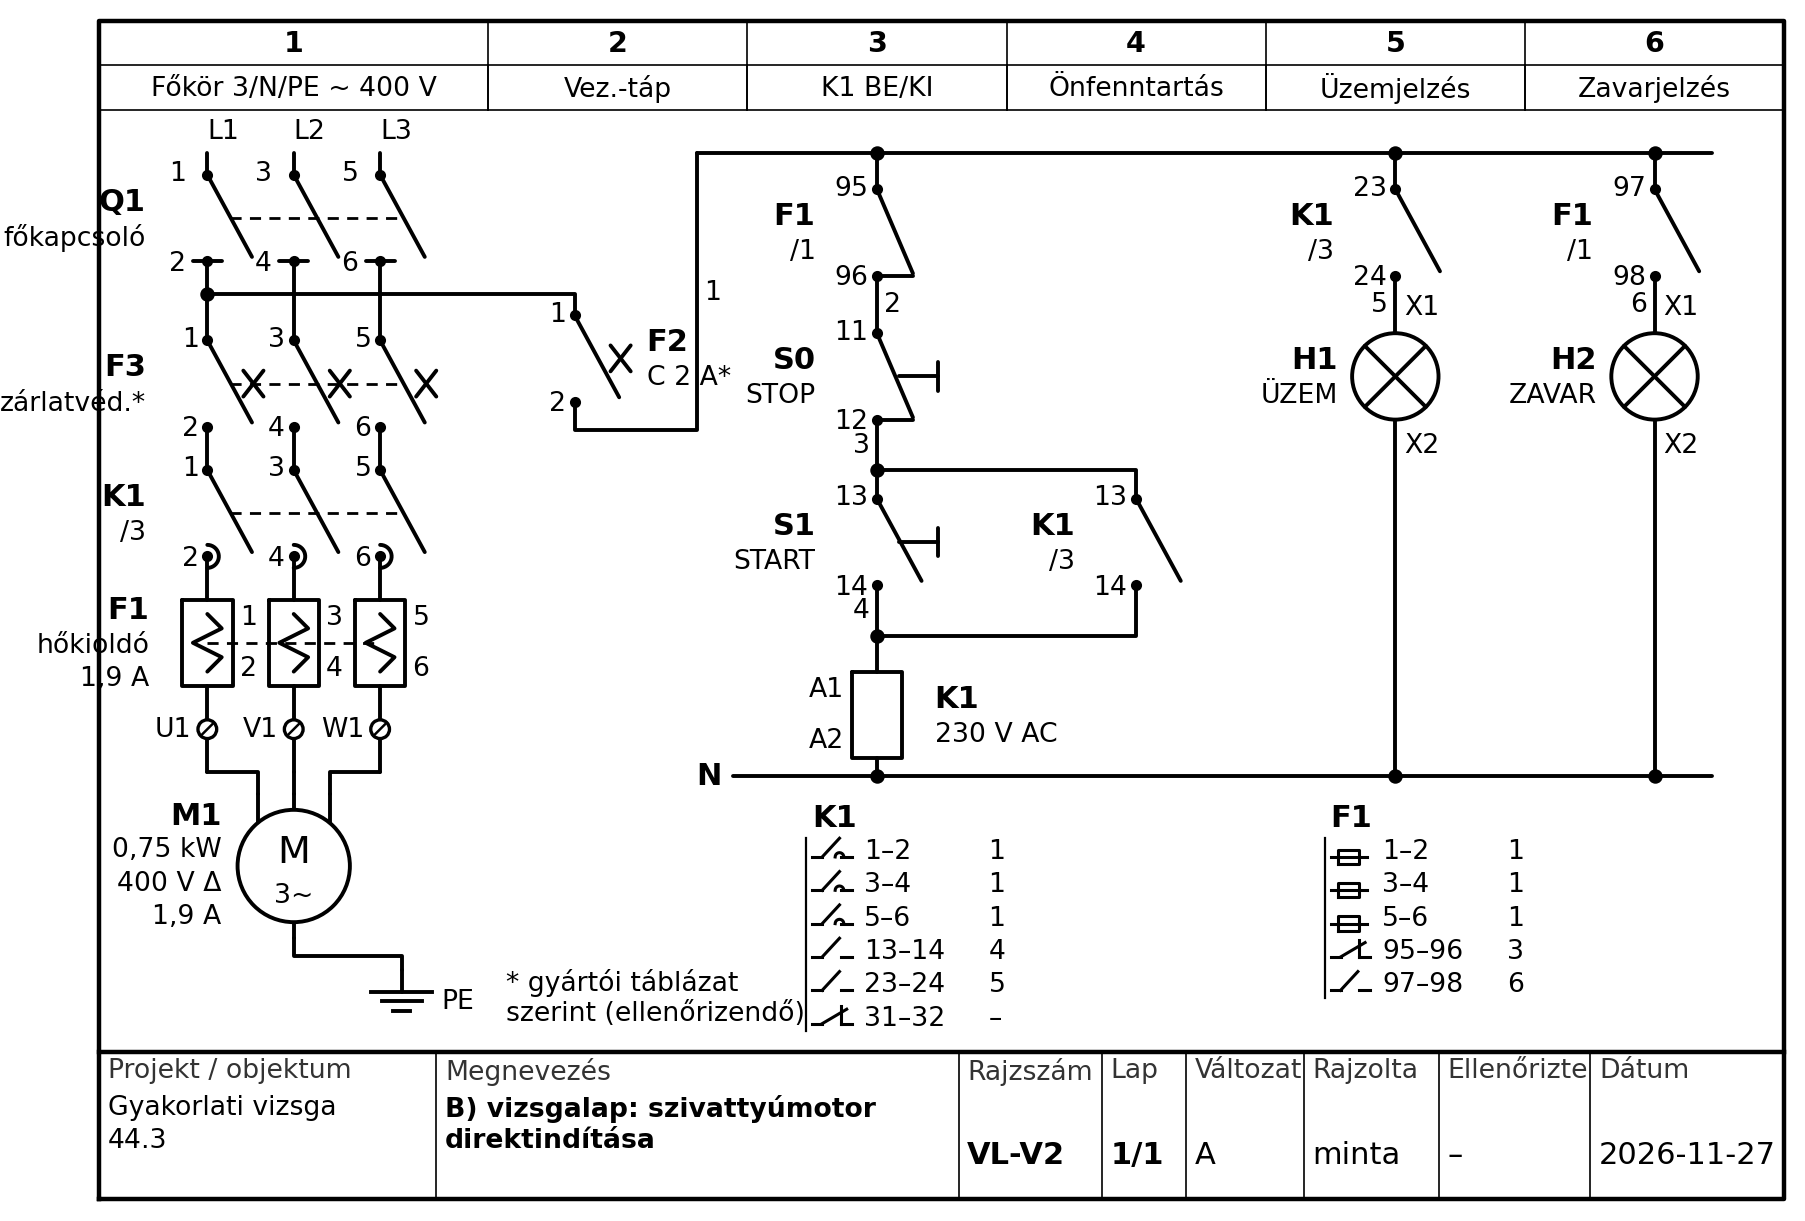 1 2 3 4 5 6
Főkör 3/N/PE ~ 400 V Vez.-táp K1 BE/KI Önfenntartás Üzemjelzés Zavarjelzés
L1 L2 L3
1 3 5
Q1
főkapcsoló
2 4 6
1 3 5
F3
zárlatvéd.*
2 4 6
1 3 5
K1
/3
2 4 6
F1
hőkioldó
1,9 A
1 3 5
2 4 6
U1 V1 W1
M1
0,75 kW
400 V Δ
1,9 A
M
3~
PE
1
F2
C 2 A*
2
1
* gyártói táblázat
szerint (ellenőrizendő)
95
F1
/1
96
2
11
S0
STOP
12
3
13
S1
START
14
4
13
K1
/3
14
A1
A2
K1
230 V AC
N
23
K1
/3
24
5 X1
H1
ÜZEM
X2
97
F1
/1
98
6 X1
H2
ZAVAR
X2
K1
1–2 1
3–4 1
5–6 1
13–14 4
23–24 5
31–32 –
F1
1–2 1
3–4 1
5–6 1
95–96 3
97–98 6
Projekt / objektum
Gyakorlati vizsga
44.3
Megnevezés
B) vizsgalap: szivattyúmotor
direktindítása
Rajzszám
VL-V2
Lap
1/1
Változat
A
Rajzolta
minta
Ellenőrizte
–
Dátum
2026-11-27